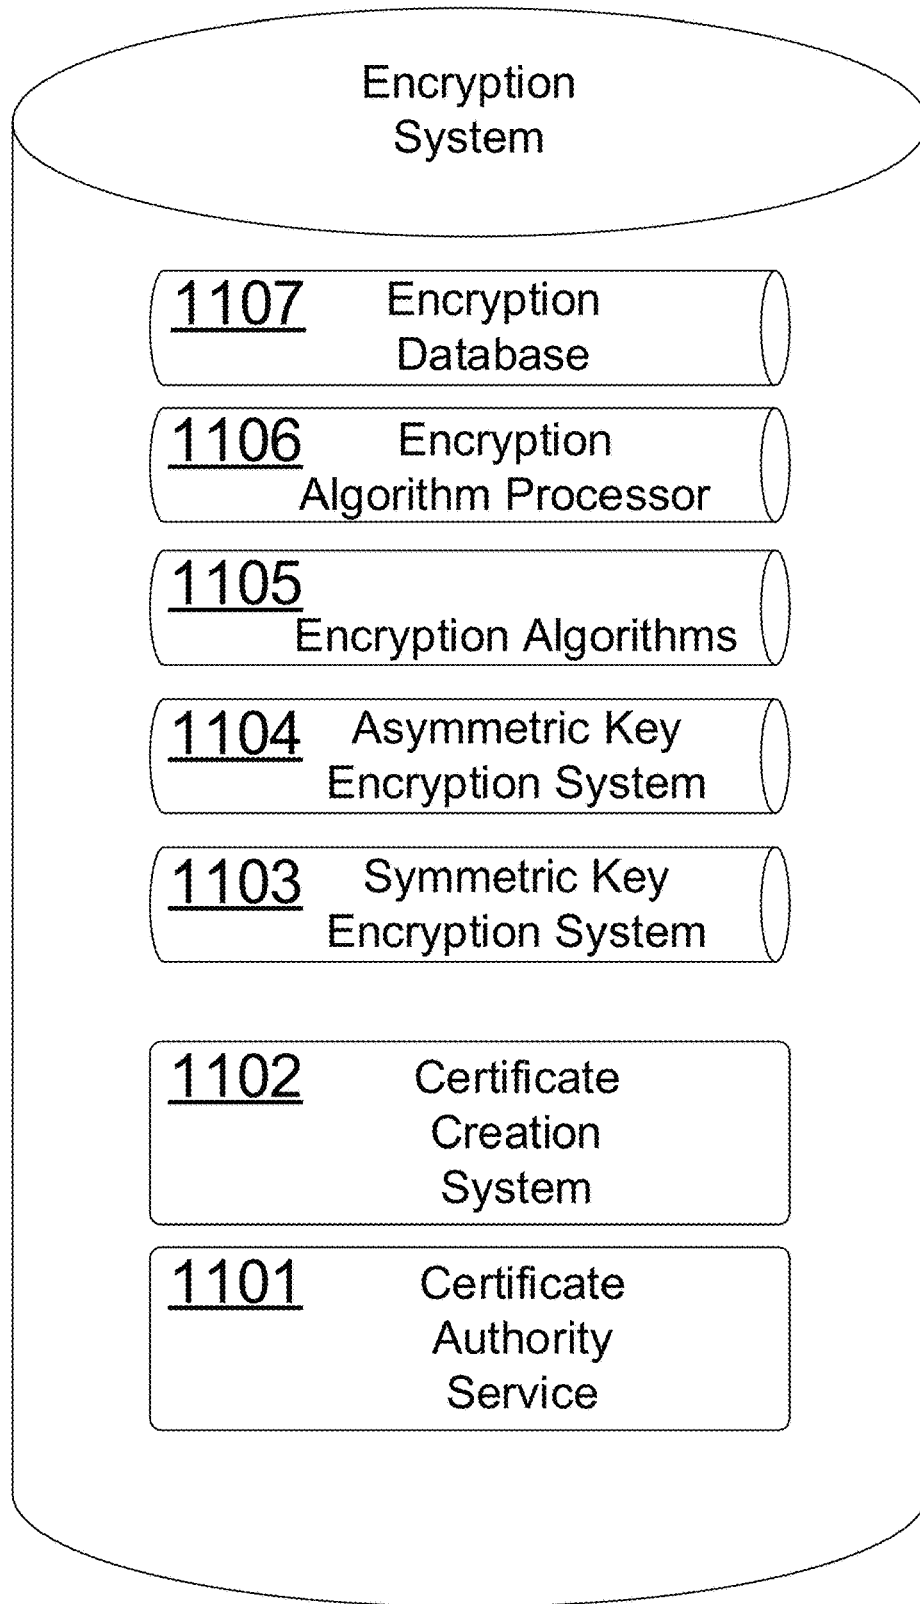 Encryption
System
1107 Encryption
Database
1106 Encryption
Algorithm Processor
1105
Encryption Algorithms
1104 Asymmetric Key
Encryption System
1103 Symmetric Key
Encryption System
1102 Certificate
Creation
System
1101 Certificate
Authority
Service